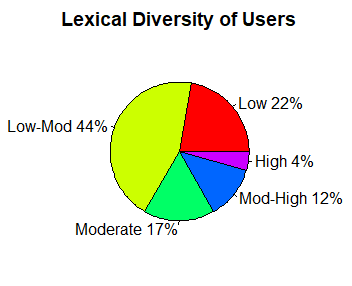 Lexical Diversity of Users
Low 22%
Low-Mod 44%
High 4%
Mod-High 12%
Moderate 17%